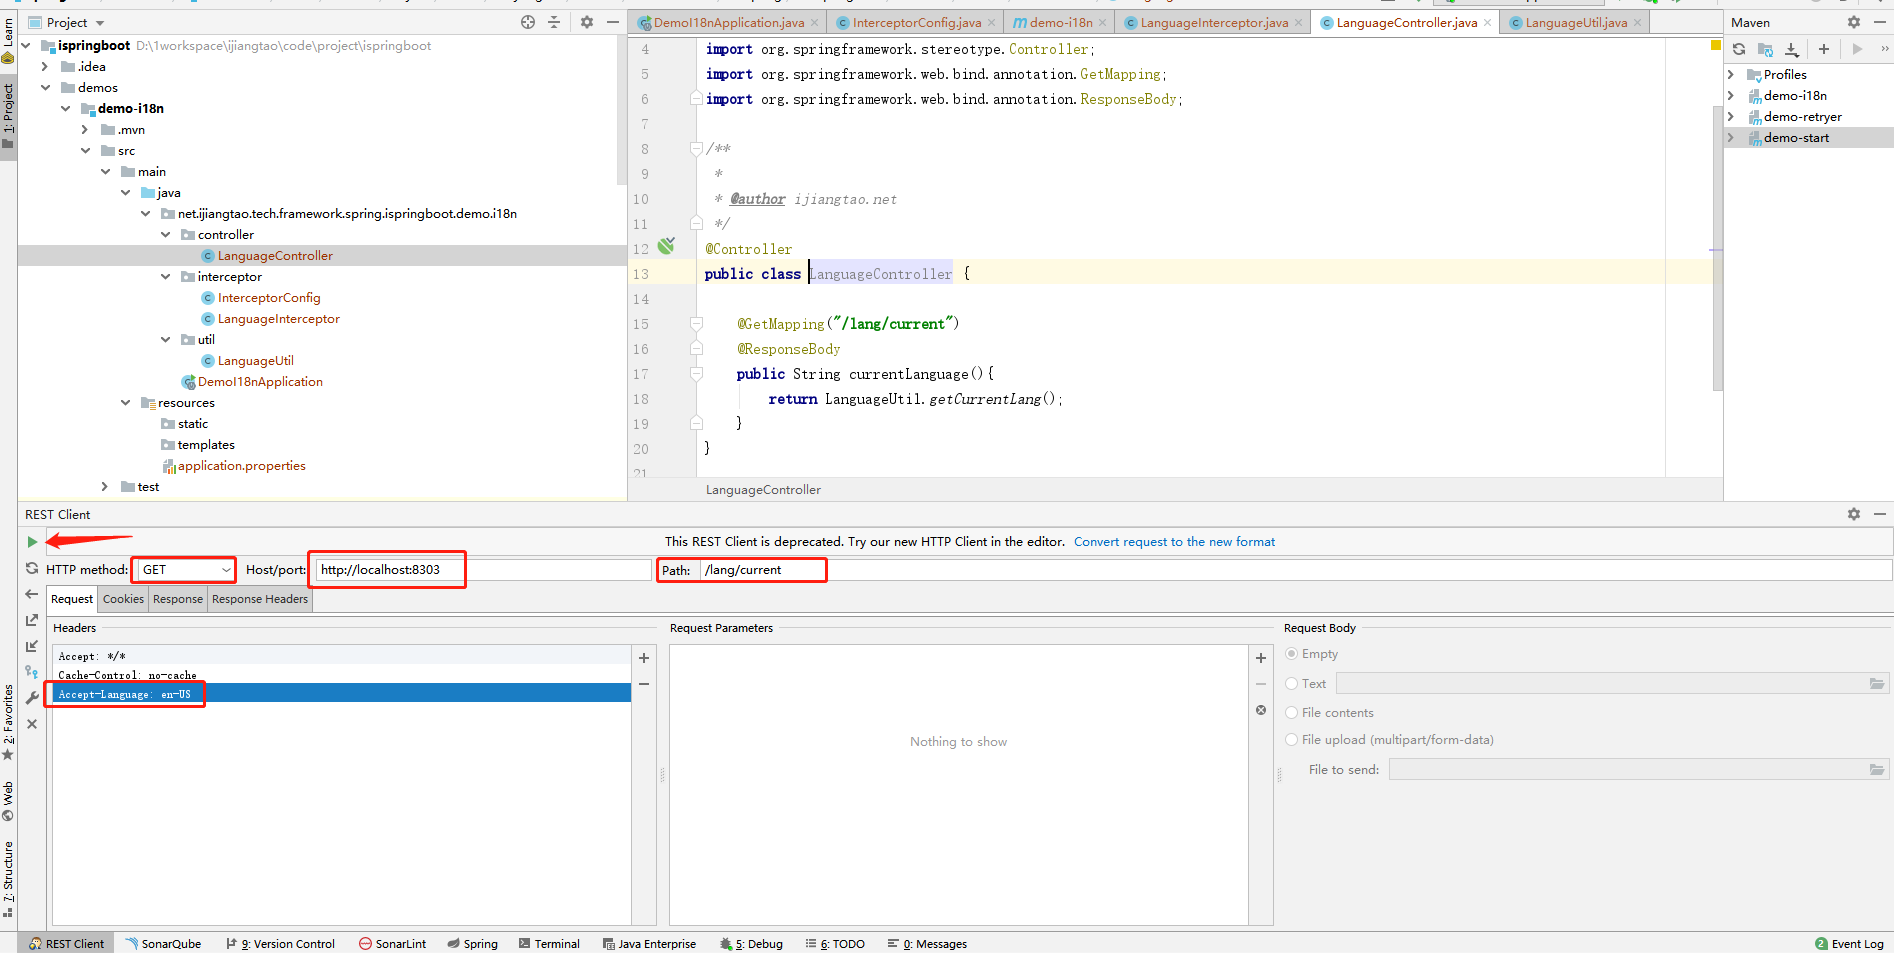 Project
DemoI18nApplication.java
InterceptorConfig.java
demo-i18n
LanguageInterceptor.java
LanguageController.java
LanguageUtil.java
Maven
Learn
1: Project
ispringboot D:\1workspace\ijiangtao\code\project\ispringboot
.idea
demos
demo-i18n
.mvn
src
main
java
net.ijiangtao.tech.framework.spring.ispringboot.demo.i18n
controller
LanguageController
interceptor
InterceptorConfig
LanguageInterceptor
util
LanguageUtil
DemoI18nApplication
resources
static
templates
application.properties
test
4 import org.springframework.stereotype.Controller;
5 import org.springframework.web.bind.annotation.GetMapping;
6 import org.springframework.web.bind.annotation.ResponseBody;
7
8 /**
9 *
10 * @author ijiangtao.net
11 */
12 @Controller
13 public class LanguageController {
14
15 @GetMapping("/lang/current")
16 @ResponseBody
17 public String currentLanguage(){
18 return LanguageUtil.getCurrentLang();
19 }
20 }
21
LanguageController
Profiles
demo-i18n
demo-retryer
demo-start
REST Client
This REST Client is deprecated. Try our new HTTP Client in the editor. Convert request to the new format
HTTP method: GET Host/port: http://localhost:8303 Path: /lang/current
Request Cookies Response Response Headers
Headers
Accept: */*
Cache-Control: no-cache
Accept-Language: en-US
Request Parameters
Nothing to show
Request Body
Empty
Text
File contents
File upload (multipart/form-data)
File to send:
2: Favorites
Web
7: Structure
REST Client SonarQube 9: Version Control SonarLint Spring Terminal Java Enterprise 5: Debug 6: TODO 0: Messages 2 Event Log